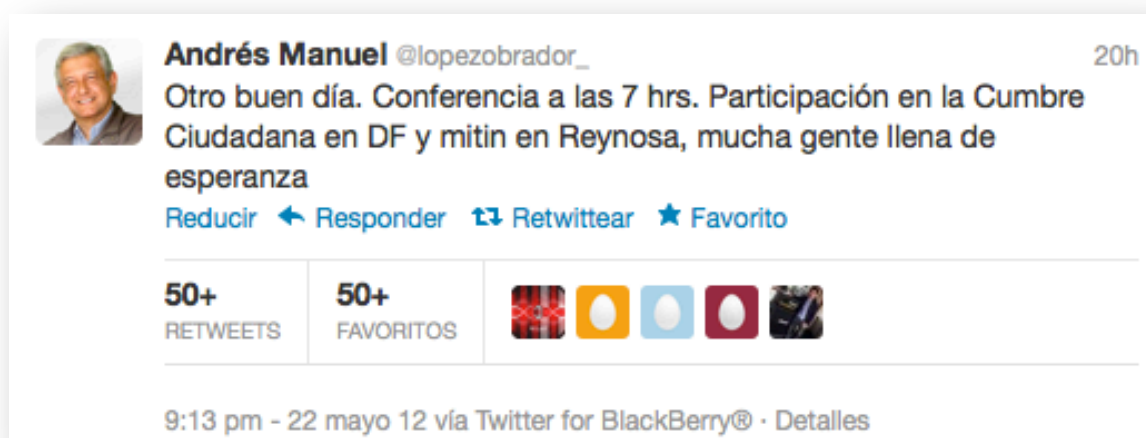 Andrés Manuel @lopezobrador_ 20h
Otro buen día. Conferencia a las 7 hrs. Participación en la Cumbre
Ciudadana en DF y mitin en Reynosa, mucha gente llena de
esperanza
Reducir Responder Retwittear Favorito
50+ 50+
RETWEETS FAVORITOS
9:13 pm - 22 mayo 12 vía Twitter for BlackBerry® · Detalles